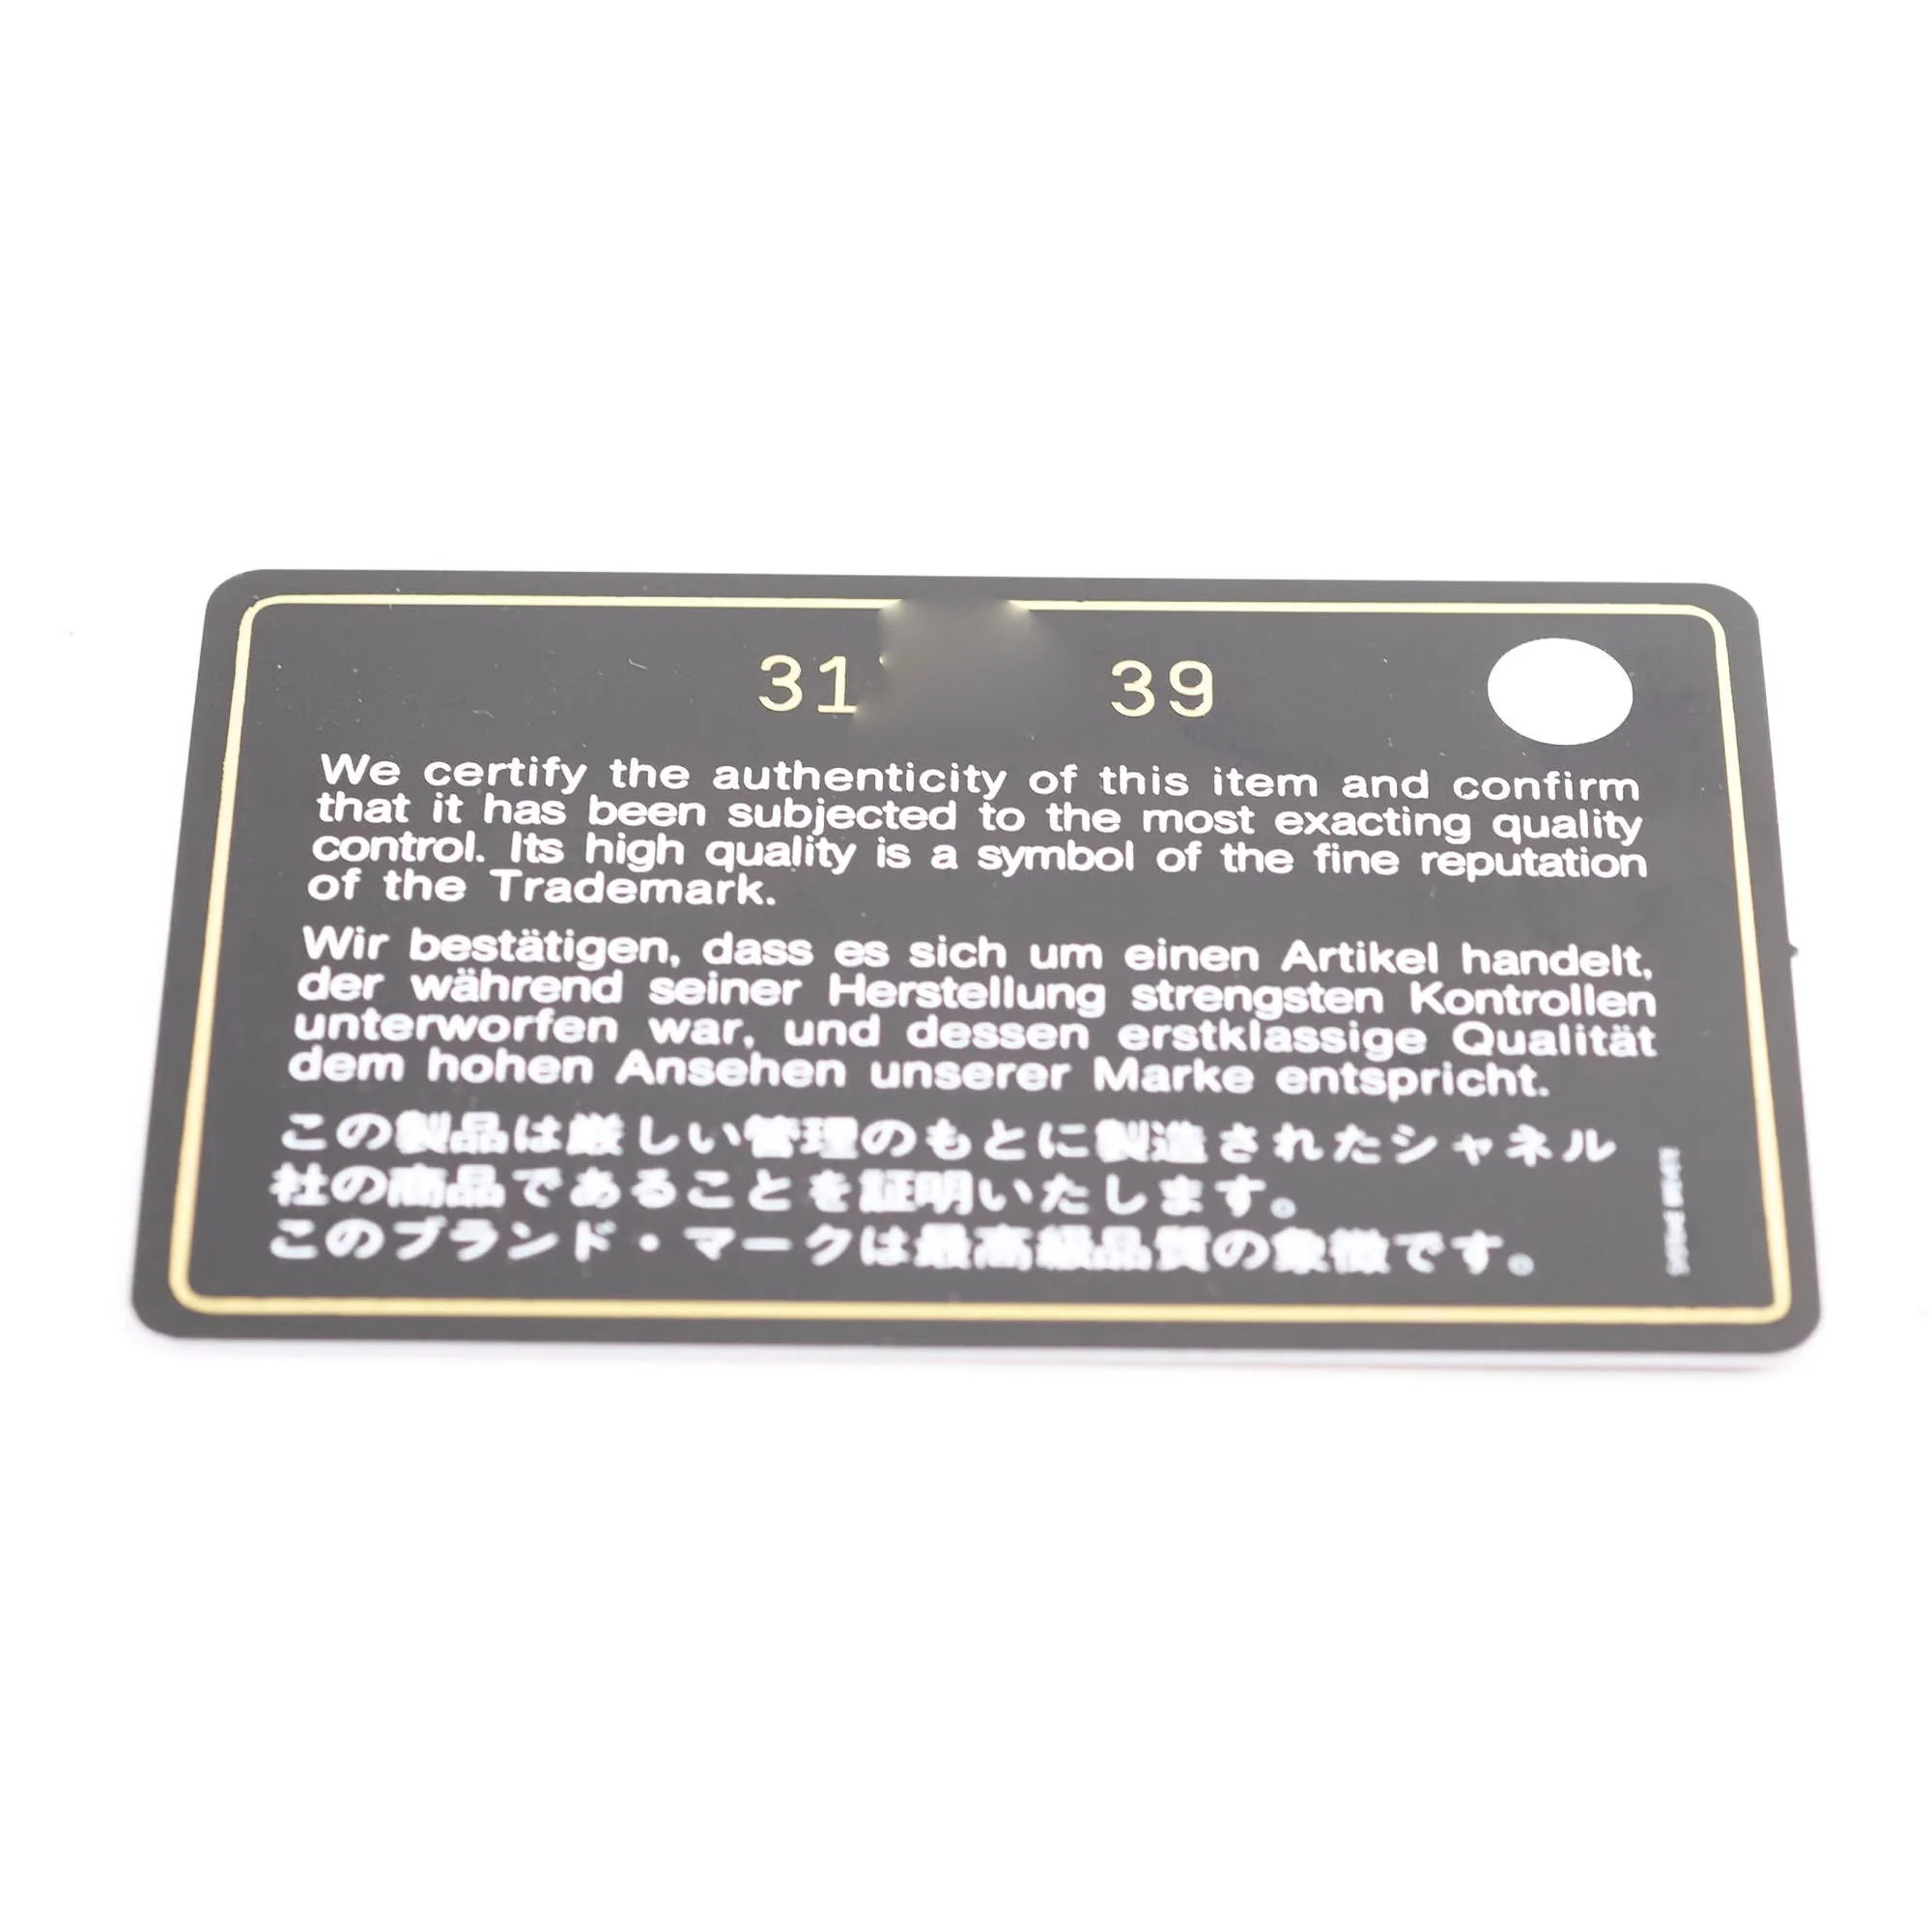 31 39
We certify the authenticity of this item and confirm
that it has been subjected to the most exacting quality
control. Its high quality is a symbol of the fine reputation
of the Trademark.
Wir bestätigen, dass es sich um einen Artikel handelt,
der während seiner Herstellung strengsten Kontrollen
unterworfen war, und dessen erstklassige Qualität
dem hohen Ansehen unserer Marke entspricht.
この製品は厳しい管理のもとに製造されたシャネル
社の商品であることを証明いたします。
このブランド・マークは最高級品質の象徴です。